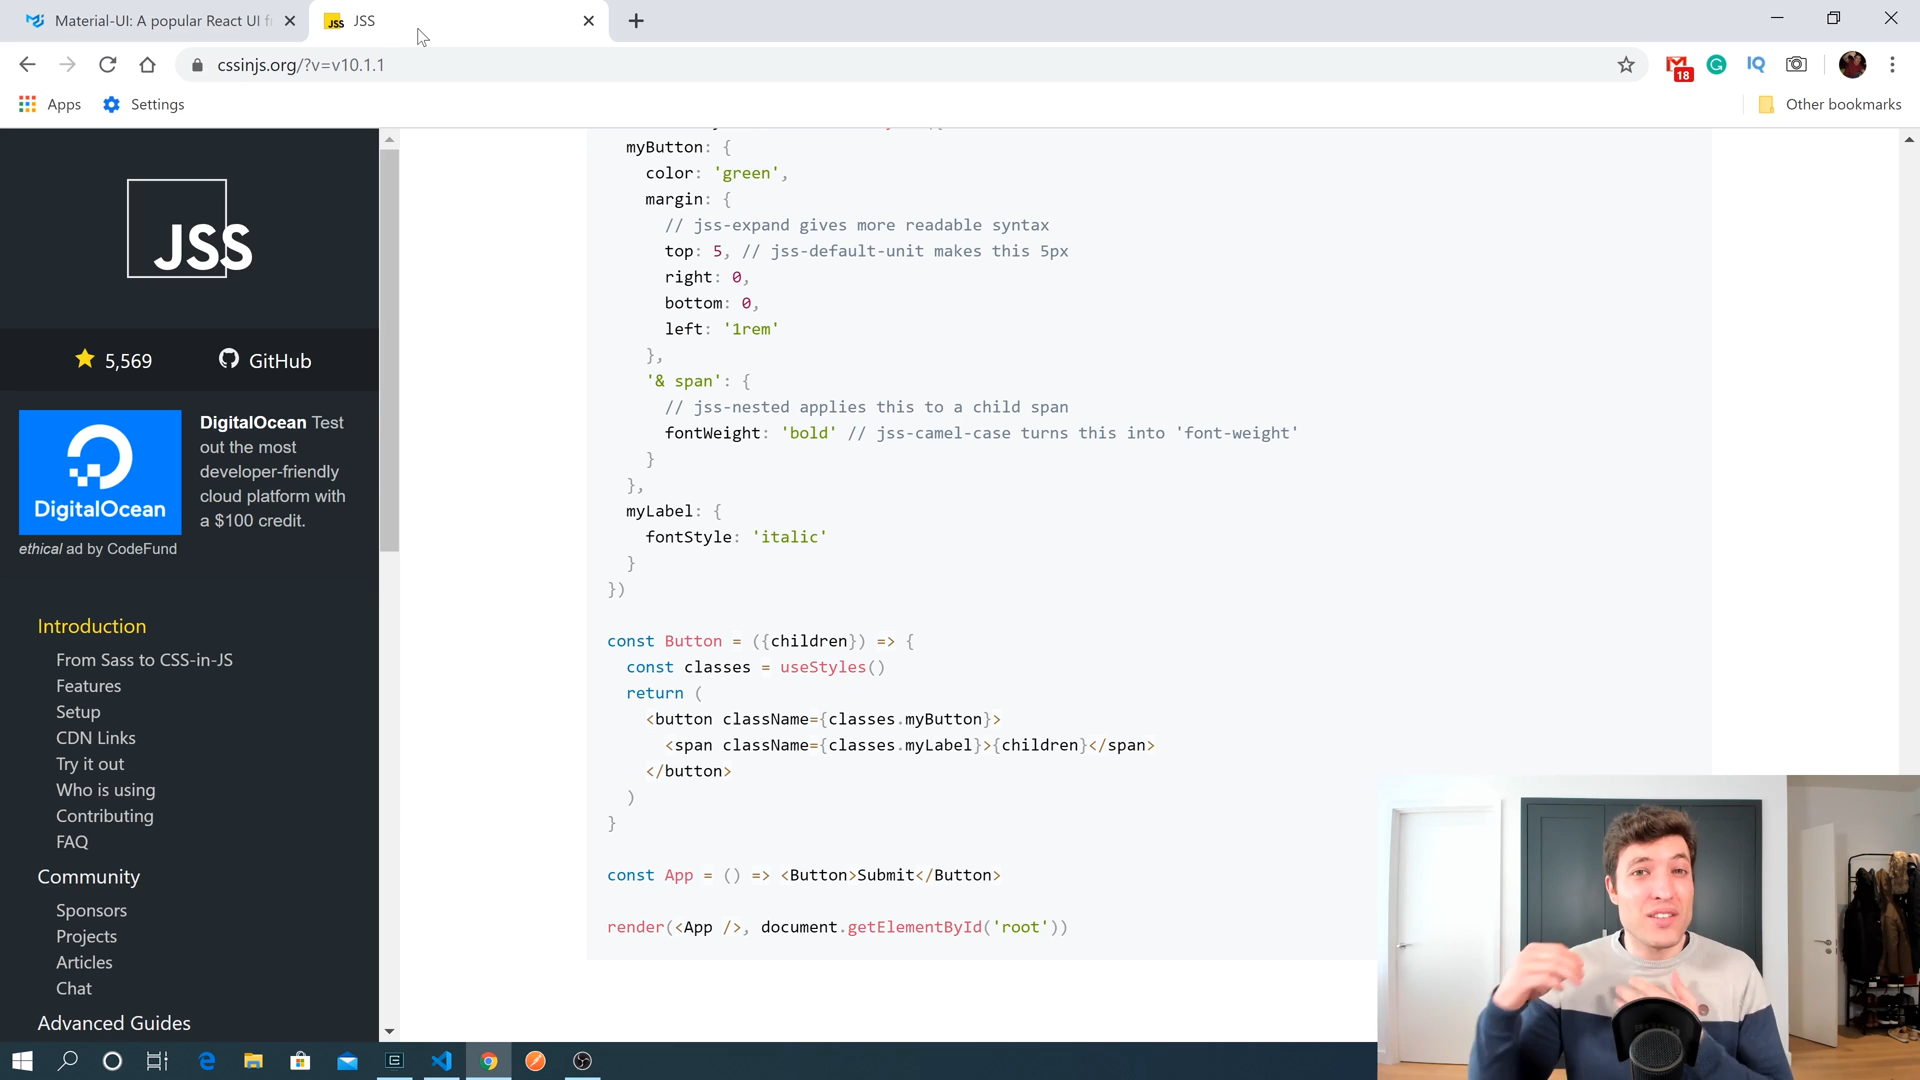 Material-UI: A popular React UI f
JSS
JSS
cssinjs.org/?v=v10.1.1
18
IQ
Apps
Settings
Other bookmarks
JSS
5,569
GitHub
DigitalOcean
DigitalOcean Test
out the most
developer-friendly
cloud platform with
a $100 credit.
ethical ad by CodeFund
Introduction
From Sass to CSS-in-JS
Features
Setup
CDN Links
Try it out
Who is using
Contributing
FAQ
Community
Sponsors
Projects
Articles
Chat
Advanced Guides
myButton: {
color: 'green',
margin: {
// jss-expand gives more readable syntax
top: 5, // jss-default-unit makes this 5px
right: 0,
bottom: 0,
left: '1rem'
},
'& span': {
// jss-nested applies this to a child span
fontWeight: 'bold' // jss-camel-case turns this into 'font-weight'
}
},
myLabel: {
fontStyle: 'italic'
}
})
const Button = ({children}) => {
const classes = useStyles()
return (
<button className={classes.myButton}>
<span className={classes.myLabel}>{children}</span>
</button>
)
}
const App = () => <Button>Submit</Button>
render(<App />, document.getElementById('root'))